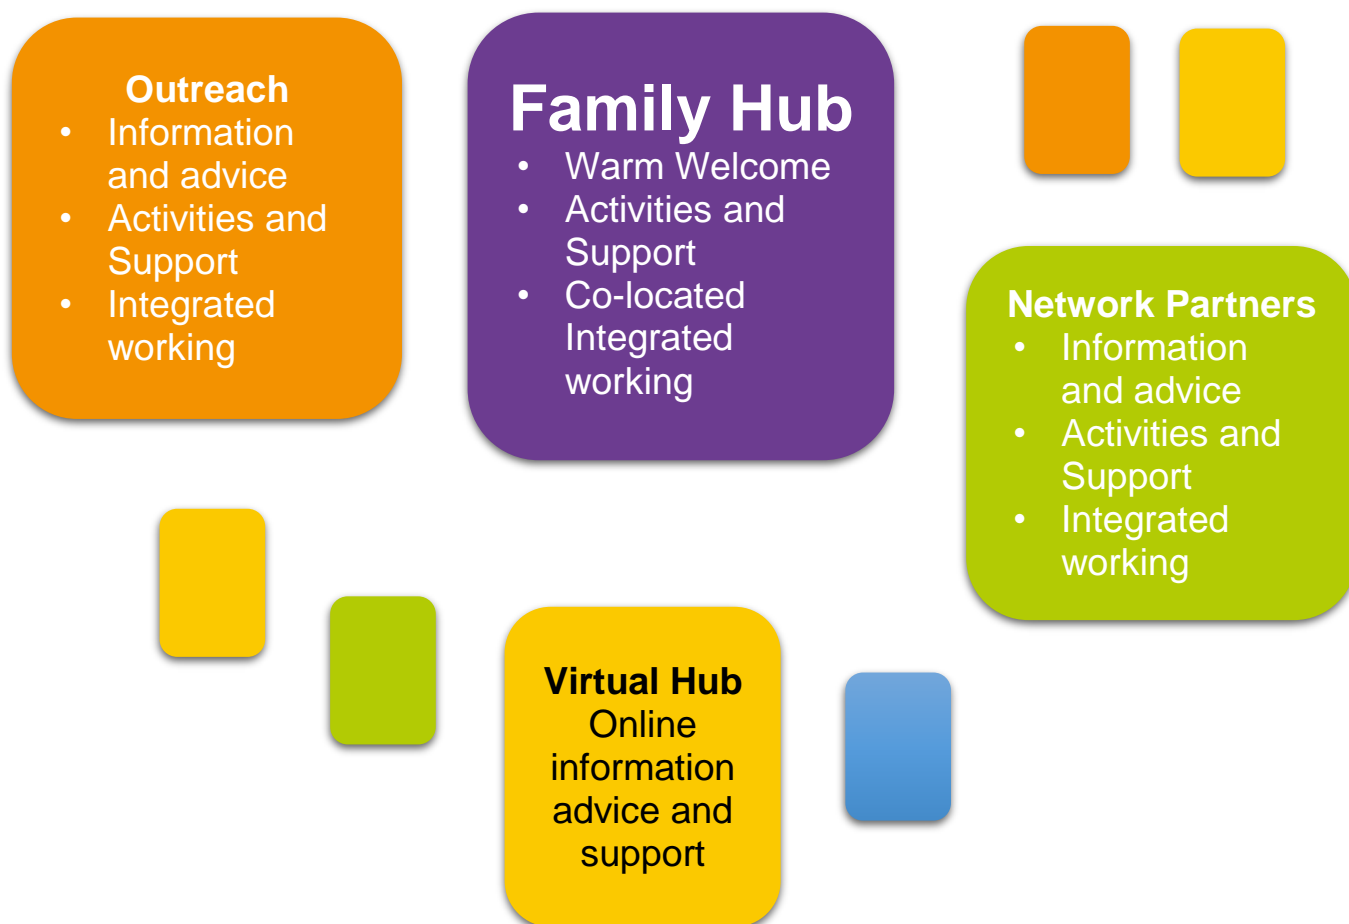 Outreach
• Information
and advice
• Activities and
Support
• Integrated
working
Family Hub
• Warm Welcome
• Activities and
Support
• Co-located
Integrated
working
Network Partners
• Information
and advice
• Activities and
Support
• Integrated
working
Virtual Hub
Online
information
advice and
support